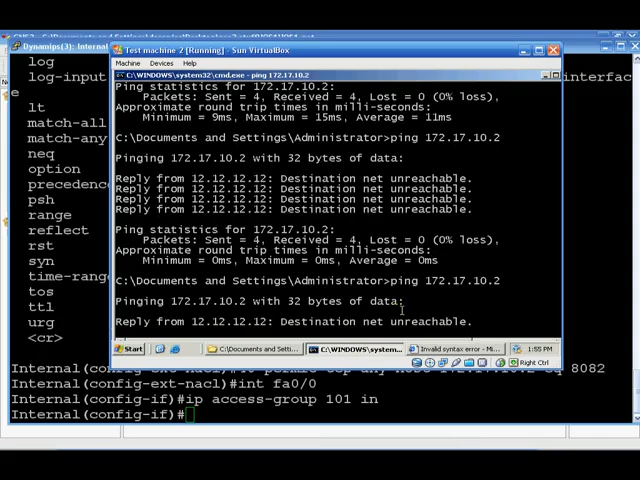 Dynamips(3): Internal
Test machine 2 [Running] - Sun VirtualBox
Machine Devices Help
C:\WINDOWS\system32\cmd.exe - ping 172.17.10.2
Ping statistics for 172.17.10.2:
Packets: Sent = 4, Received = 4, Lost = 0 (0% loss),
Approximate round trip times in milli-seconds:
Minimum = 9ms, Maximum = 15ms, Average = 11ms
C:\Documents and Settings\Administrator>ping 172.17.10.2
Pinging 172.17.10.2 with 32 bytes of data:
Reply from 12.12.12.12: Destination net unreachable.
Reply from 12.12.12.12: Destination net unreachable.
Reply from 12.12.12.12: Destination net unreachable.
Reply from 12.12.12.12: Destination net unreachable.
Ping statistics for 172.17.10.2:
Packets: Sent = 4, Received = 4, Lost = 0 (0% loss),
Approximate round trip times in milli-seconds:
Minimum = 0ms, Maximum = 0ms, Average = 0ms
C:\Documents and Settings\Administrator>ping 172.17.10.2
Pinging 172.17.10.2 with 32 bytes of data:
Reply from 12.12.12.12: Destination net unreachable.
Start C:\Documents and Setti... C:\WINDOWS\system... Invalid syntax error - Mi... 1:55 PM
Right Ctrl
log
log-input interfac
e
lt
match-all
match-any
neq
option
precedence
psh
range
reflect
rst
syn
time-rang
tos
ttl
urg
<cr>
Internal(config-ext-nacl)# 8082
Internal(config-ext-nacl)#int fa0/0
Internal(config-if)#ip access-group 101 in
Internal(config-if)#